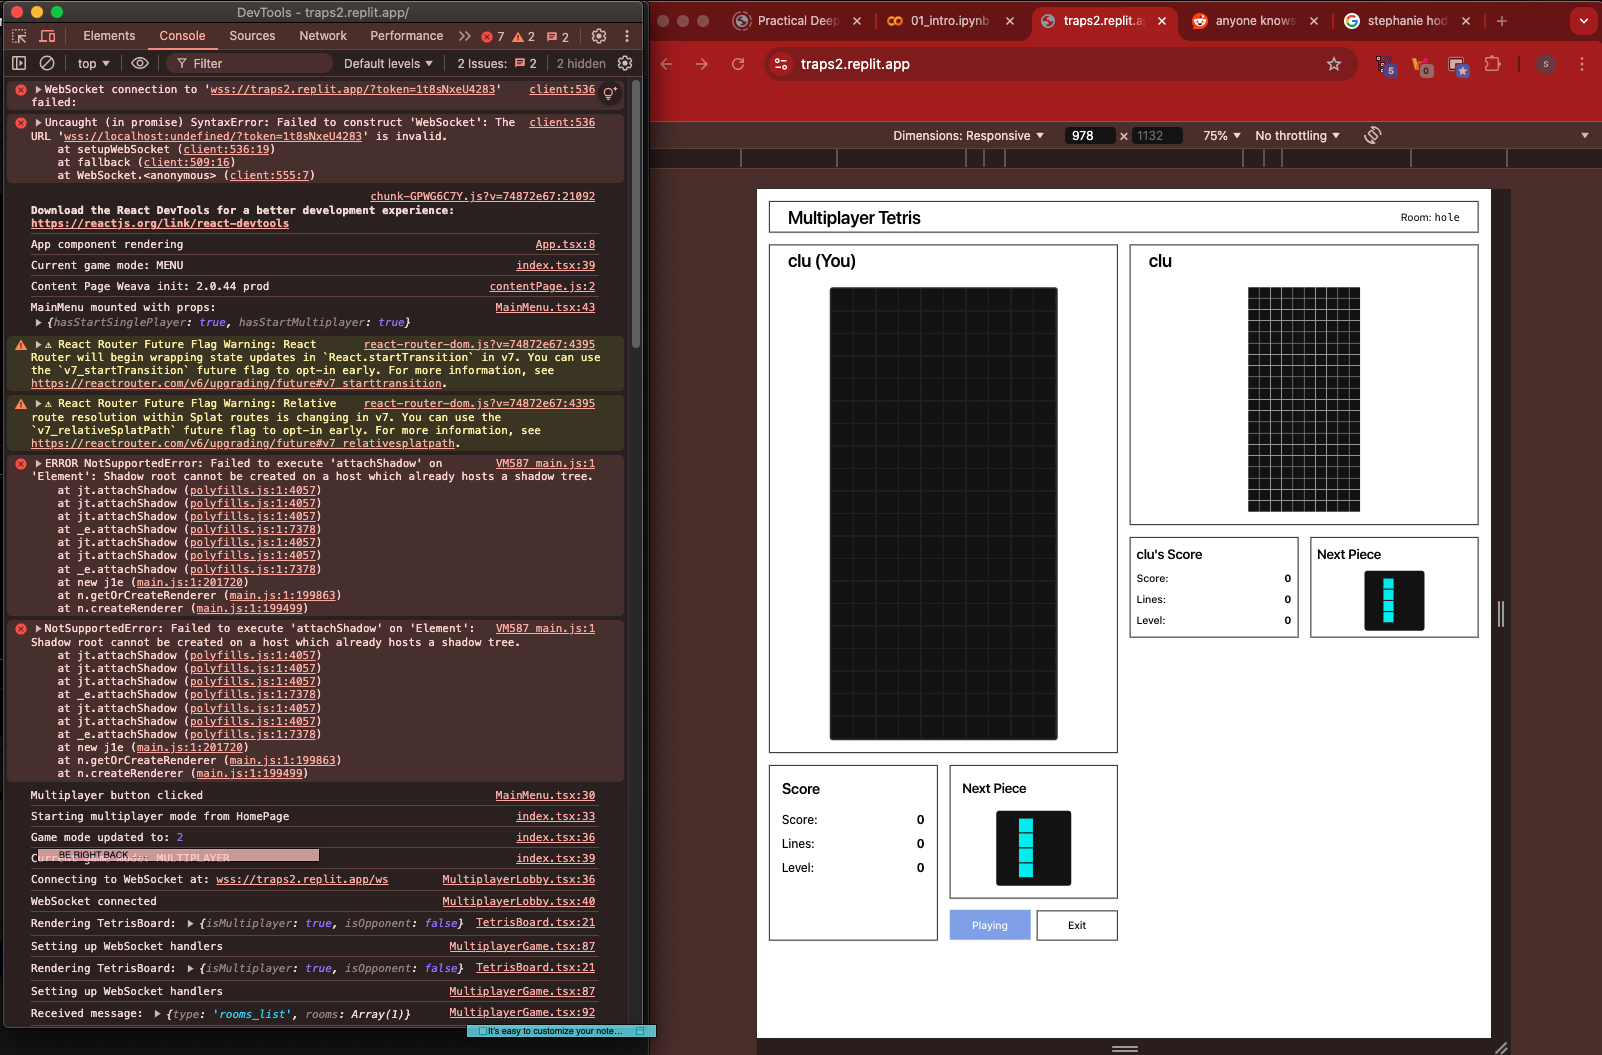 DevTools - traps2.replit.app/
Elements Console Sources Network Performance 7 2 2
top Filter Default levels 2 Issues: 2 2 hidden
WebSocket connection to 'wss://traps2.replit.app/?token=1t8sNxeU4283' client:536
failed:
Uncaught (in promise) SyntaxError: Failed to construct 'WebSocket': The client:536
URL 'wss://localhost:undefined/?token=1t8sNxeU4283' is invalid.
at setupWebSocket (client:536:19)
at fallback (client:509:16)
at WebSocket.<anonymous> (client:555:7)
chunk-GPWG6C7Y.js?v=74872e67:21092
Download the React DevTools for a better development experience:
https://reactjs.org/link/react-devtools
App component rendering App.tsx:8
Current game mode: MENU index.tsx:39
Content Page Weava init: 2.0.44 prod contentPage.js:2
MainMenu mounted with props: MainMenu.tsx:43
{hasStartSinglePlayer: true, hasStartMultiplayer: true}
⚠ React Router Future Flag Warning: React react-router-dom.js?v=74872e67:4395
Router will begin wrapping state updates in `React.startTransition` in v7. You can use
the `v7_startTransition` future flag to opt-in early. For more information, see
https://reactrouter.com/v6/upgrading/future#v7_starttransition.
⚠ React Router Future Flag Warning: Relative react-router-dom.js?v=74872e67:4395
route resolution within Splat routes is changing in v7. You can use the
`v7_relativeSplatPath` future flag to opt-in early. For more information, see
https://reactrouter.com/v6/upgrading/future#v7_relativesplatpath.
ERROR NotSupportedError: Failed to execute 'attachShadow' on VM587 main.js:1
'Element': Shadow root cannot be created on a host which already hosts a shadow tree.
at jt.attachShadow (polyfills.js:1:4057)
at jt.attachShadow (polyfills.js:1:4057)
at jt.attachShadow (polyfills.js:1:4057)
at _e.attachShadow (polyfills.js:1:7378)
at jt.attachShadow (polyfills.js:1:4057)
at jt.attachShadow (polyfills.js:1:4057)
at _e.attachShadow (polyfills.js:1:7378)
at new j1e (main.js:1:201720)
at n.getOrCreateRenderer (main.js:1:199863)
at n.createRenderer (main.js:1:199499)
NotSupportedError: Failed to execute 'attachShadow' on 'Element': VM587 main.js:1
Shadow root cannot be created on a host which already hosts a shadow tree.
at jt.attachShadow (polyfills.js:1:4057)
at jt.attachShadow (polyfills.js:1:4057)
at jt.attachShadow (polyfills.js:1:4057)
at _e.attachShadow (polyfills.js:1:7378)
at jt.attachShadow (polyfills.js:1:4057)
at jt.attachShadow (polyfills.js:1:4057)
at _e.attachShadow (polyfills.js:1:7378)
at new j1e (main.js:1:201720)
at n.getOrCreateRenderer (main.js:1:199863)
at n.createRenderer (main.js:1:199499)
Multiplayer button clicked MainMenu.tsx:30
Starting multiplayer mode from HomePage index.tsx:33
Game mode updated to: 2 index.tsx:36
BE RIGHT BACK
Current game mode: MULTIPLAYER index.tsx:39
Connecting to WebSocket at: wss://traps2.replit.app/ws MultiplayerLobby.tsx:36
WebSocket connected MultiplayerLobby.tsx:40
Rendering TetrisBoard: {isMultiplayer: true, isOpponent: false} TetrisBoard.tsx:21
Setting up WebSocket handlers MultiplayerGame.tsx:87
Rendering TetrisBoard: {isMultiplayer: true, isOpponent: false} TetrisBoard.tsx:21
Setting up WebSocket handlers MultiplayerGame.tsx:87
Received message: {type: 'rooms_list', rooms: Array(1)} MultiplayerGame.tsx:92
It's easy to customize your note...
Practical Deep 01_intro.ipynb traps2.replit.a anyone knows stephanie hod
traps2.replit.app 5 0 S
Dimensions: Responsive 978 × 1132 75% No throttling
Multiplayer Tetris Room: hole
clu (You)
clu
clu's Score
Score: 0
Lines: 0
Level: 0
Next Piece
Score
Score: 0
Lines: 0
Level: 0
Next Piece
Playing Exit